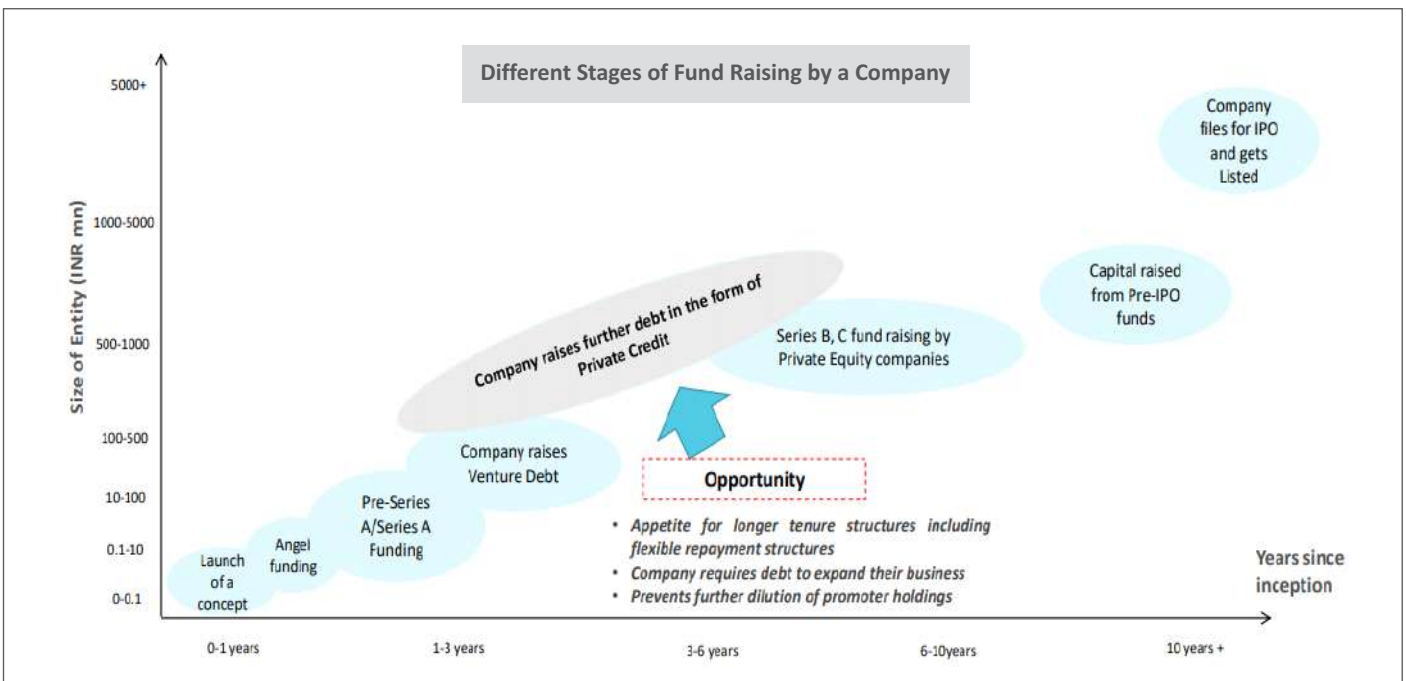 Different Stages of Fund Raising by a Company
Size of Entity (INR mn)
5000+
1000-5000
500-1000
100-500
10-100
0.1-10
0-0.1
Launch
of a
concept
Angel
funding
Pre-Series
A/Series A
Funding
Company raises
Venture Debt
Company raises further debt in the form of
Private Credit
Series B, C fund raising by
Private Equity companies
Capital raised
from Pre-IPO
funds
Company
files for IPO
and gets
Listed
Opportunity
• Appetite for longer tenure structures including
flexible repayment structures
• Company requires debt to expand their business
• Prevents further dilution of promoter holdings
Years since
inception
0-1 years
1-3 years
3-6 years
6-10years
10 years +